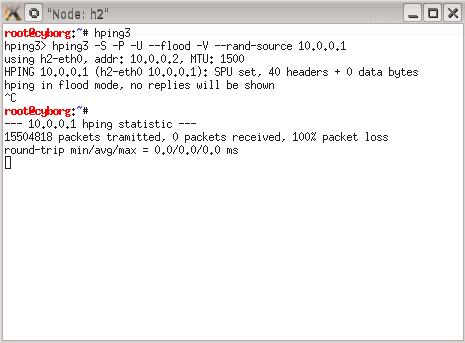 "Node: h2"
root@cyborg:~# hping3
hping3> hping3 -S -P -U --flood -V --rand-source 10.0.0.1
using h2-eth0, addr: 10.0.0.2, MTU: 1500
HPING 10.0.0.1 (h2-eth0 10.0.0.1): SPU set, 40 headers + 0 data bytes
hping in flood mode, no replies will be shown
^C
root@cyborg:~#
--- 10.0.0.1 hping statistic ---
15504818 packets tramitted, 0 packets received, 100% packet loss
round-trip min/avg/max = 0.0/0.0/0.0 ms